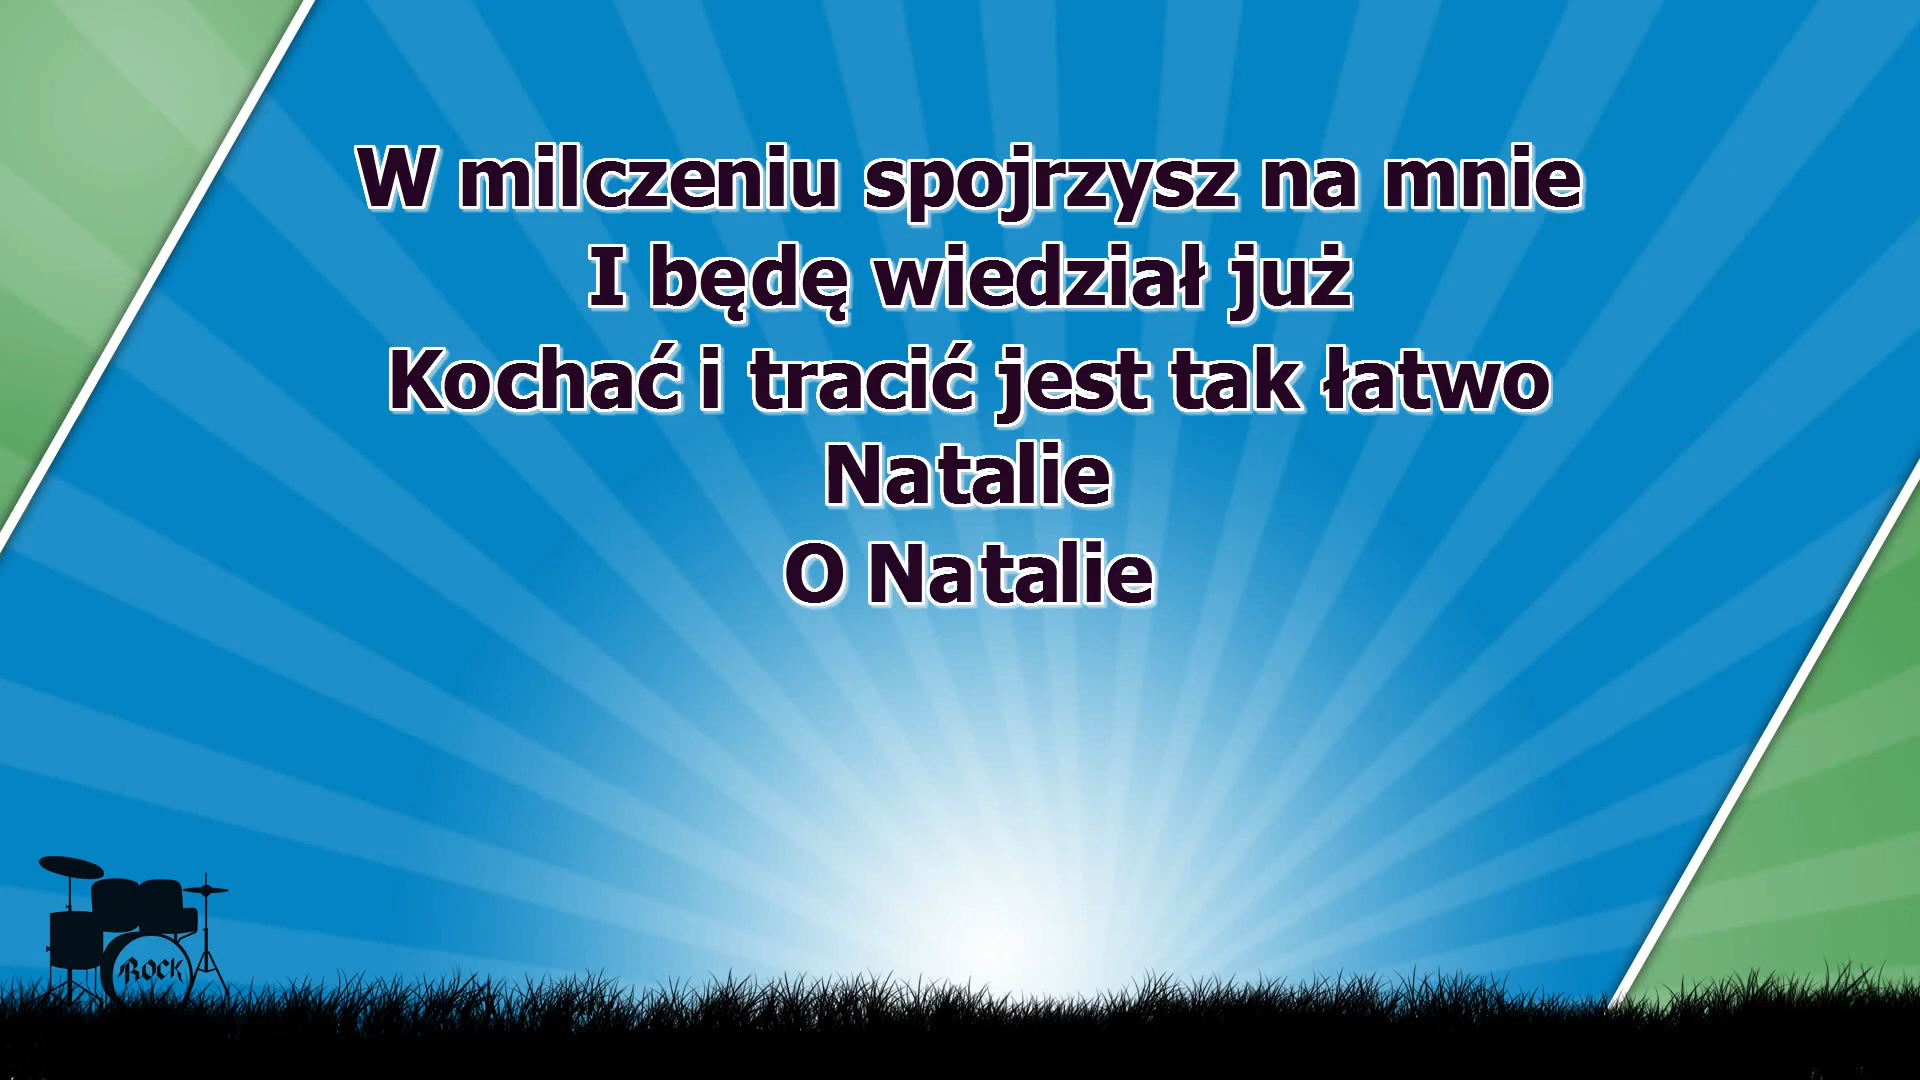 W milczeniu spojrzysz na mnie
I będę wiedział już
Kochać i tracić jest tak łatwo
Natalie
O Natalie
ROCK